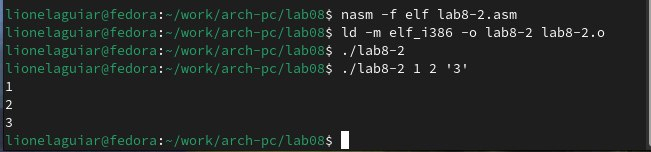 lionelaguiar@fedora:~/work/arch-pc/lab08$ nasm -f elf lab8-2.asm
lionelaguiar@fedora:~/work/arch-pc/lab08$ ld -m elf_i386 -o lab8-2 lab8-2.o
lionelaguiar@fedora:~/work/arch-pc/lab08$ ./lab8-2
lionelaguiar@fedora:~/work/arch-pc/lab08$ ./lab8-2 1 2 '3'
1
2
3
lionelaguiar@fedora:~/work/arch-pc/lab08$